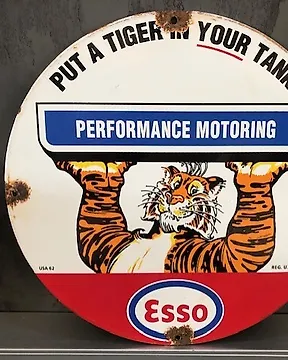 PUT A TIGER IN YOUR TANK
PERFORMANCE MOTORING
USA 62
REG. U.
Esso